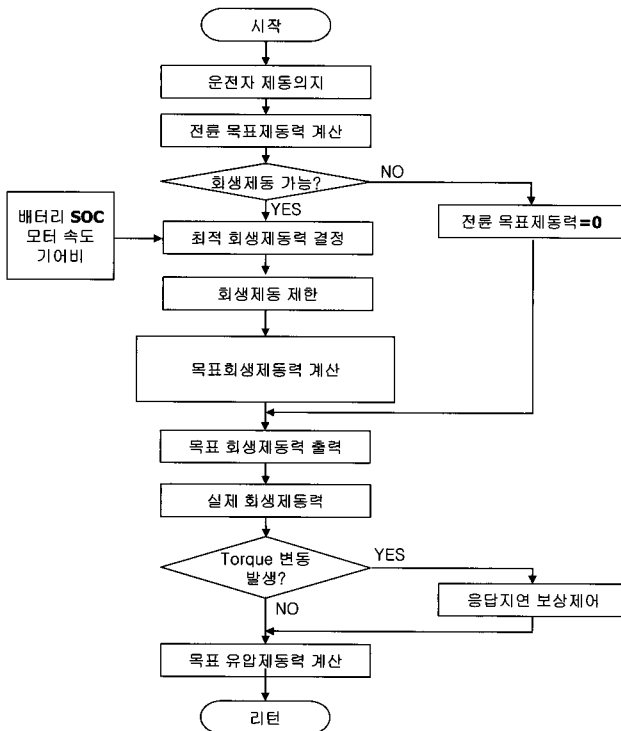 시작
운전자 제동의지
전륜 목표제동력 계산
회생제동 가능?
NO
YES
배터리 SOC
모터 속도
기어비
최적 회생제동력 결정
전륜 목표제동력=0
회생제동 제한
목표회생제동력 계산
목표 회생제동력 출력
실제 회생제동력
Torque 변동
발생?
YES
NO
응답지연 보상제어
목표 유압제동력 계산
리턴